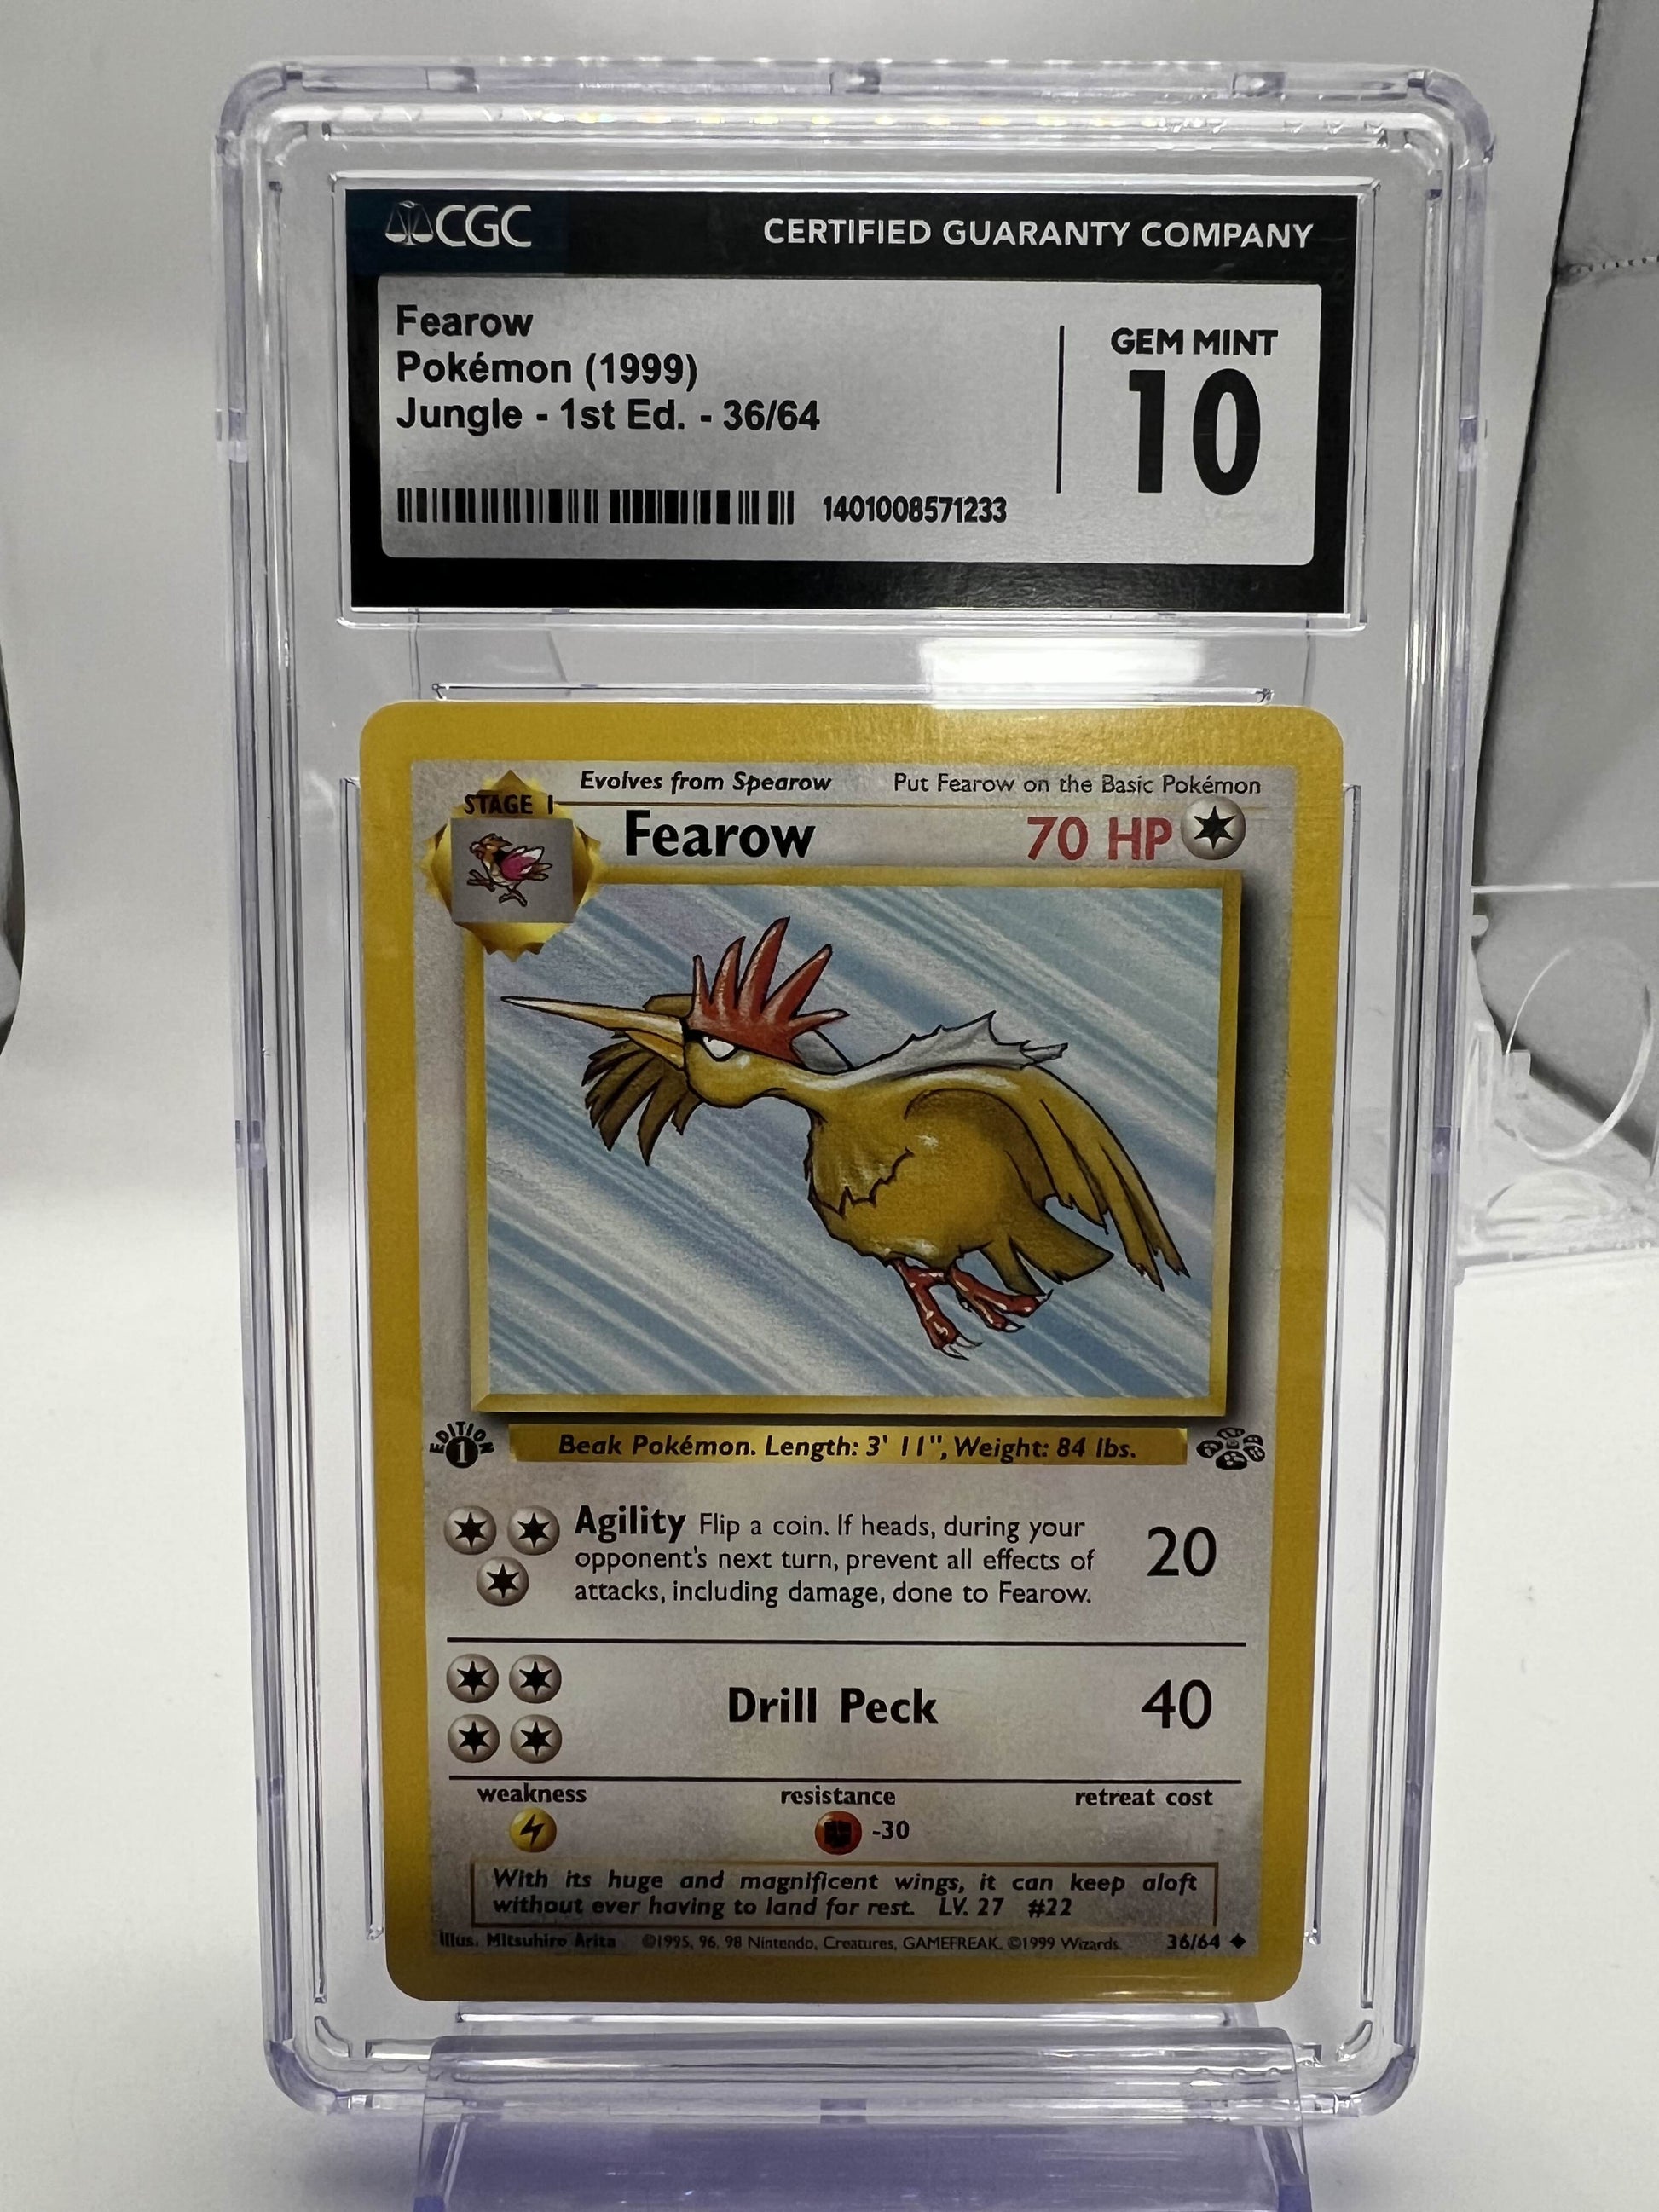 CGC CERTIFIED GUARANTY COMPANY
Fearow
Pokémon (1999)
Jungle - 1st Ed. - 36/64
1401008571233
GEM MINT
10
Evolves from Spearow Put Fearow on the Basic Pokémon
STAGE 1
Fearow 70 HP
EDITION
1
Beak Pokémon. Length: 3' 11", Weight: 84 lbs.
Agility Flip a coin. If heads, during your
opponent's next turn, prevent all effects of
attacks, including damage, done to Fearow.
20
Drill Peck 40
weakness resistance retreat cost
-30
With its huge and magnificent wings, it can keep aloft
without ever having to land for rest. LV. 27 #22
Illus. Mitsuhiro Arita ©1995, 96, 98 Nintendo, Creatures, GAMEFREAK. ©1999 Wizards. 36/64